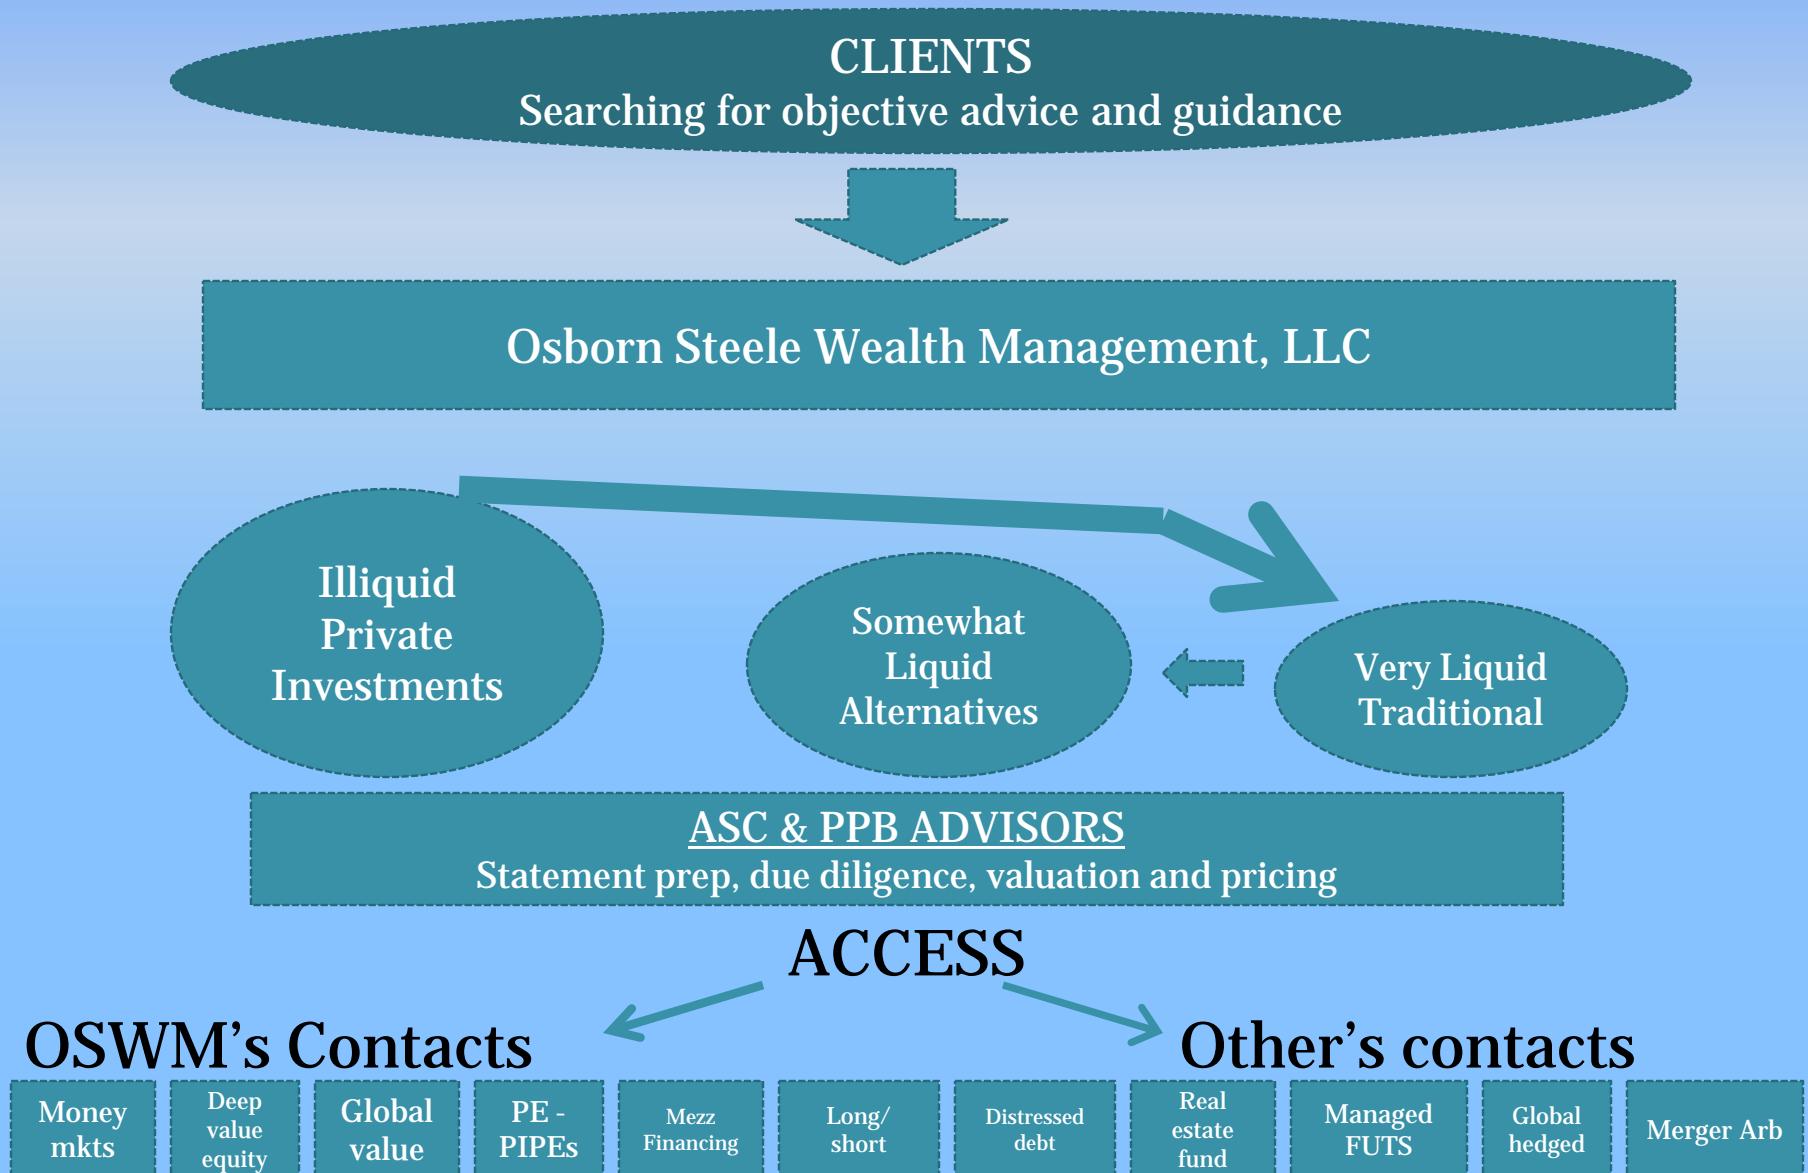 CLIENTS
Searching for objective advice and guidance
Osborn Steele Wealth Management, LLC
Illiquid
Private
Investments
Somewhat
Liquid
Alternatives
Very Liquid
Traditional
ASC & PPB ADVISORS
Statement prep, due diligence, valuation and pricing
ACCESS
OSWM’s Contacts
Other’s contacts
Money
mkts
Deep
value
equity
Global
value
PE -
PIPEs
Mezz
Financing
Long/
short
Distressed
debt
Real
estate
fund
Managed
FUTS
Global
hedged
Merger Arb